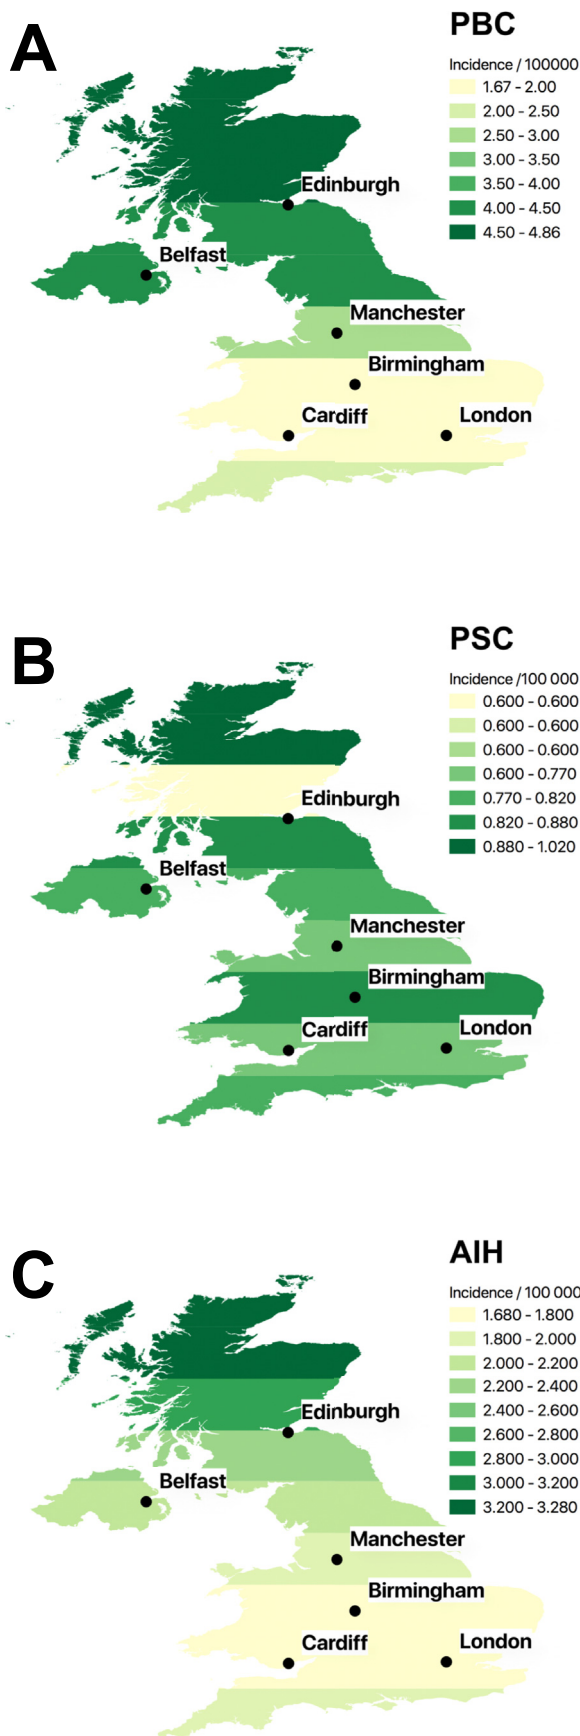 A
PBC
Incidence / 100000
1.67 - 2.00
2.00 - 2.50
2.50 - 3.00
3.00 - 3.50
3.50 - 4.00
4.00 - 4.50
4.50 - 4.86
Edinburgh
Belfast
Manchester
Birmingham
Cardiff
London
B
PSC
Incidence /100 000
0.600 - 0.600
0.600 - 0.600
0.600 - 0.600
0.600 - 0.770
0.770 - 0.820
0.820 - 0.880
0.880 - 1.020
Edinburgh
Belfast
Manchester
Birmingham
Cardiff
London
C
AIH
Incidence / 100 000
1.680 - 1.800
1.800 - 2.000
2.000 - 2.200
2.200 - 2.400
2.400 - 2.600
2.600 - 2.800
2.800 - 3.000
3.000 - 3.200
3.200 - 3.280
Edinburgh
Belfast
Manchester
Birmingham
Cardiff
London